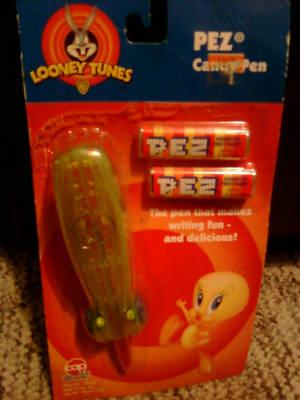 LOONEY TUNES
PEZ®
Candy Pen
PEZ
PEZ
The pen that makes
writing fun -
and delicious!